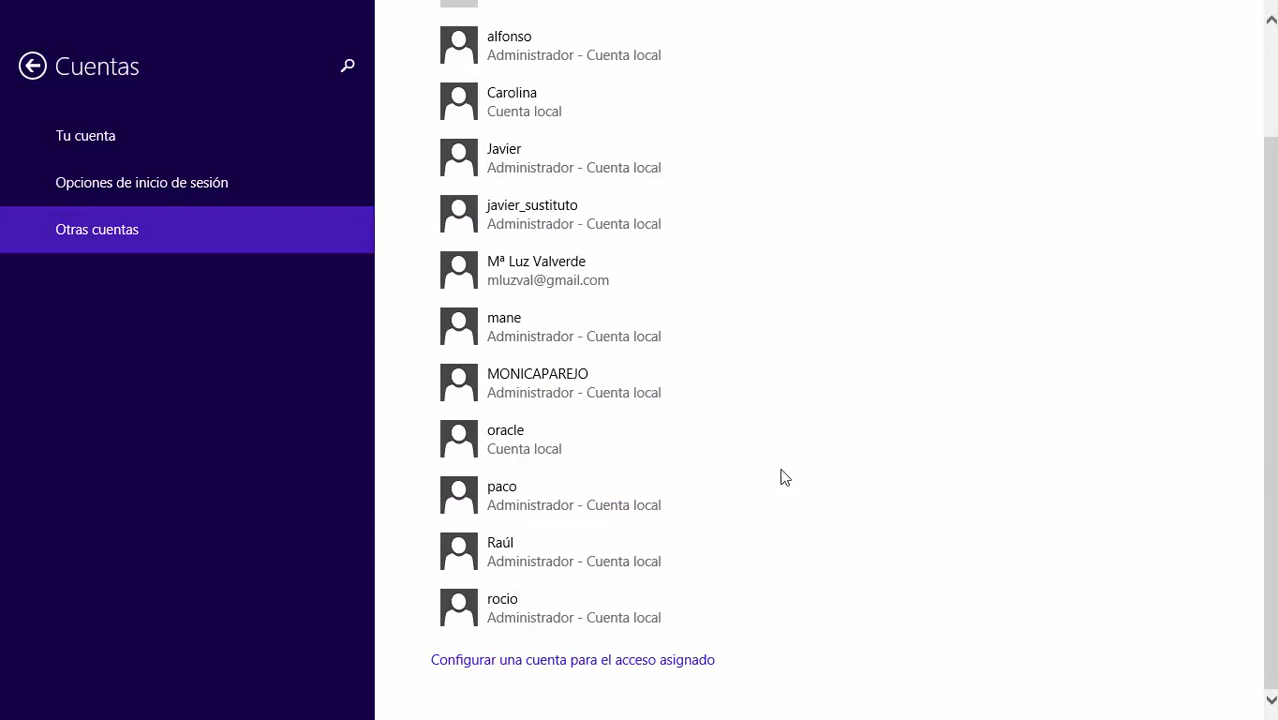 Cuentas
Tu cuenta
Opciones de inicio de sesión
Otras cuentas
alfonso
Administrador - Cuenta local
Carolina
Cuenta local
Javier
Administrador - Cuenta local
javier_sustituto
Administrador - Cuenta local
Mª Luz Valverde
mluzval@gmail.com
mane
Administrador - Cuenta local
MONICAPAREJO
Administrador - Cuenta local
oracle
Cuenta local
paco
Administrador - Cuenta local
Raúl
Administrador - Cuenta local
rocio
Administrador - Cuenta local
Configurar una cuenta para el acceso asignado